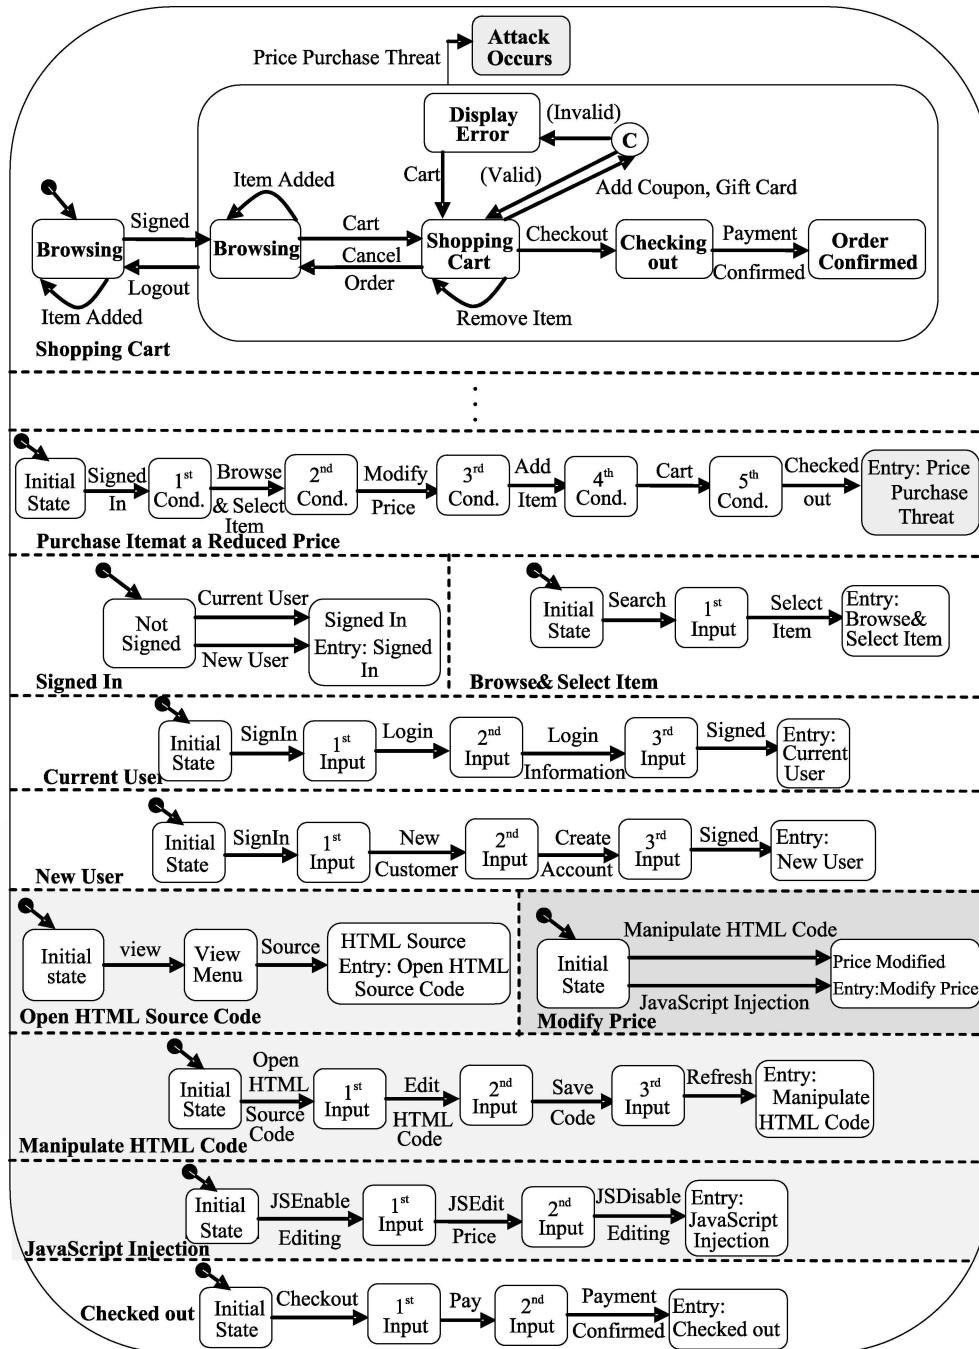 Attack
Occurs
Price Purchase Threat
Display
Error
(Invalid)
C
Cart
(Valid)
Add Coupon, Gift Card
Item Added
Signed
Browsing
Logout
Item Added
Browsing
Cart
Cancel
Order
Shopping
Cart
Remove Item
Checkout
Checking
out
Payment
Confirmed
Order
Confirmed
Shopping Cart
Initial
State
Signed
In
1st
Cond.
Browse
& Select
Item
2nd
Cond.
Modify
Price
3rd
Cond.
Add
Item
4th
Cond.
Cart
5th
Cond.
Checked
out
Entry: Price
Purchase
Threat
Purchase Itemat a Reduced Price
Not
Signed
Current User
New User
Signed In
Entry: Signed
In
Signed In
Initial
State
Search
1st
Input
Select
Item
Entry:
Browse&
Select Item
Browse& Select Item
Initial
State
SignIn
1st
Input
Login
2nd
Input
Login
Information
3rd
Input
Signed
Entry:
Current
User
Current User
Initial
State
SignIn
1st
Input
New
Customer
2nd
Input
Create
Account
3rd
Input
Signed
Entry:
New User
New User
Initial
state
view
View
Menu
Source
HTML Source
Entry: Open HTML
Source Code
Open HTML Source Code
Initial
State
Manipulate HTML Code
JavaScript Injection
Price Modified
Entry:Modify Price
Modify Price
Initial
State
Open
HTML
Source
Code
1st
Input
Edit
HTML
Code
2nd
Input
Save
Code
3rd
Input
Refresh
Entry:
Manipulate
HTML Code
Manipulate HTML Code
Initial
State
JSEnable
Editing
1st
Input
JSEdit
Price
2nd
Input
JSDisable
Editing
Entry:
JavaScript
Injection
JavaScript Injection
Initial
State
Checkout
1st
Input
Pay
2nd
Input
Payment
Confirmed
Entry:
Checked out
Checked out